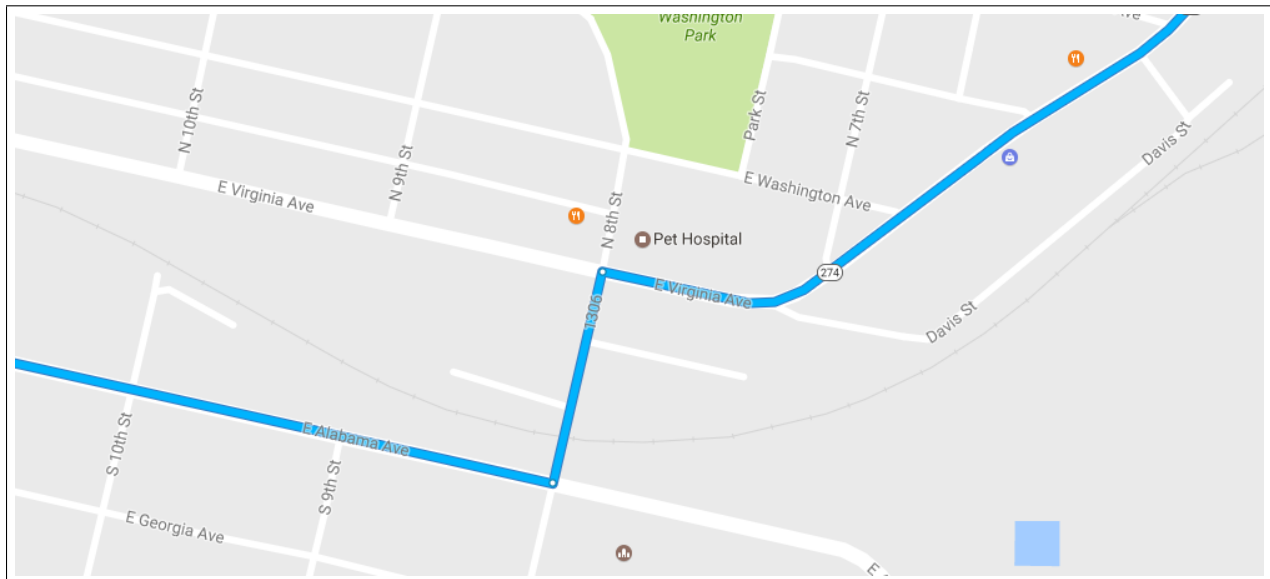 Washington
Park
Ave
N 10th St
N 9th St
Park St
N 7th St
Davis St
E Virginia Ave
N 8th St
E Washington Ave
Pet Hospital
274
E Virginia Ave
1306
Davis St
E Alabama Ave
S 10th St
S 9th St
E Georgia Ave
E